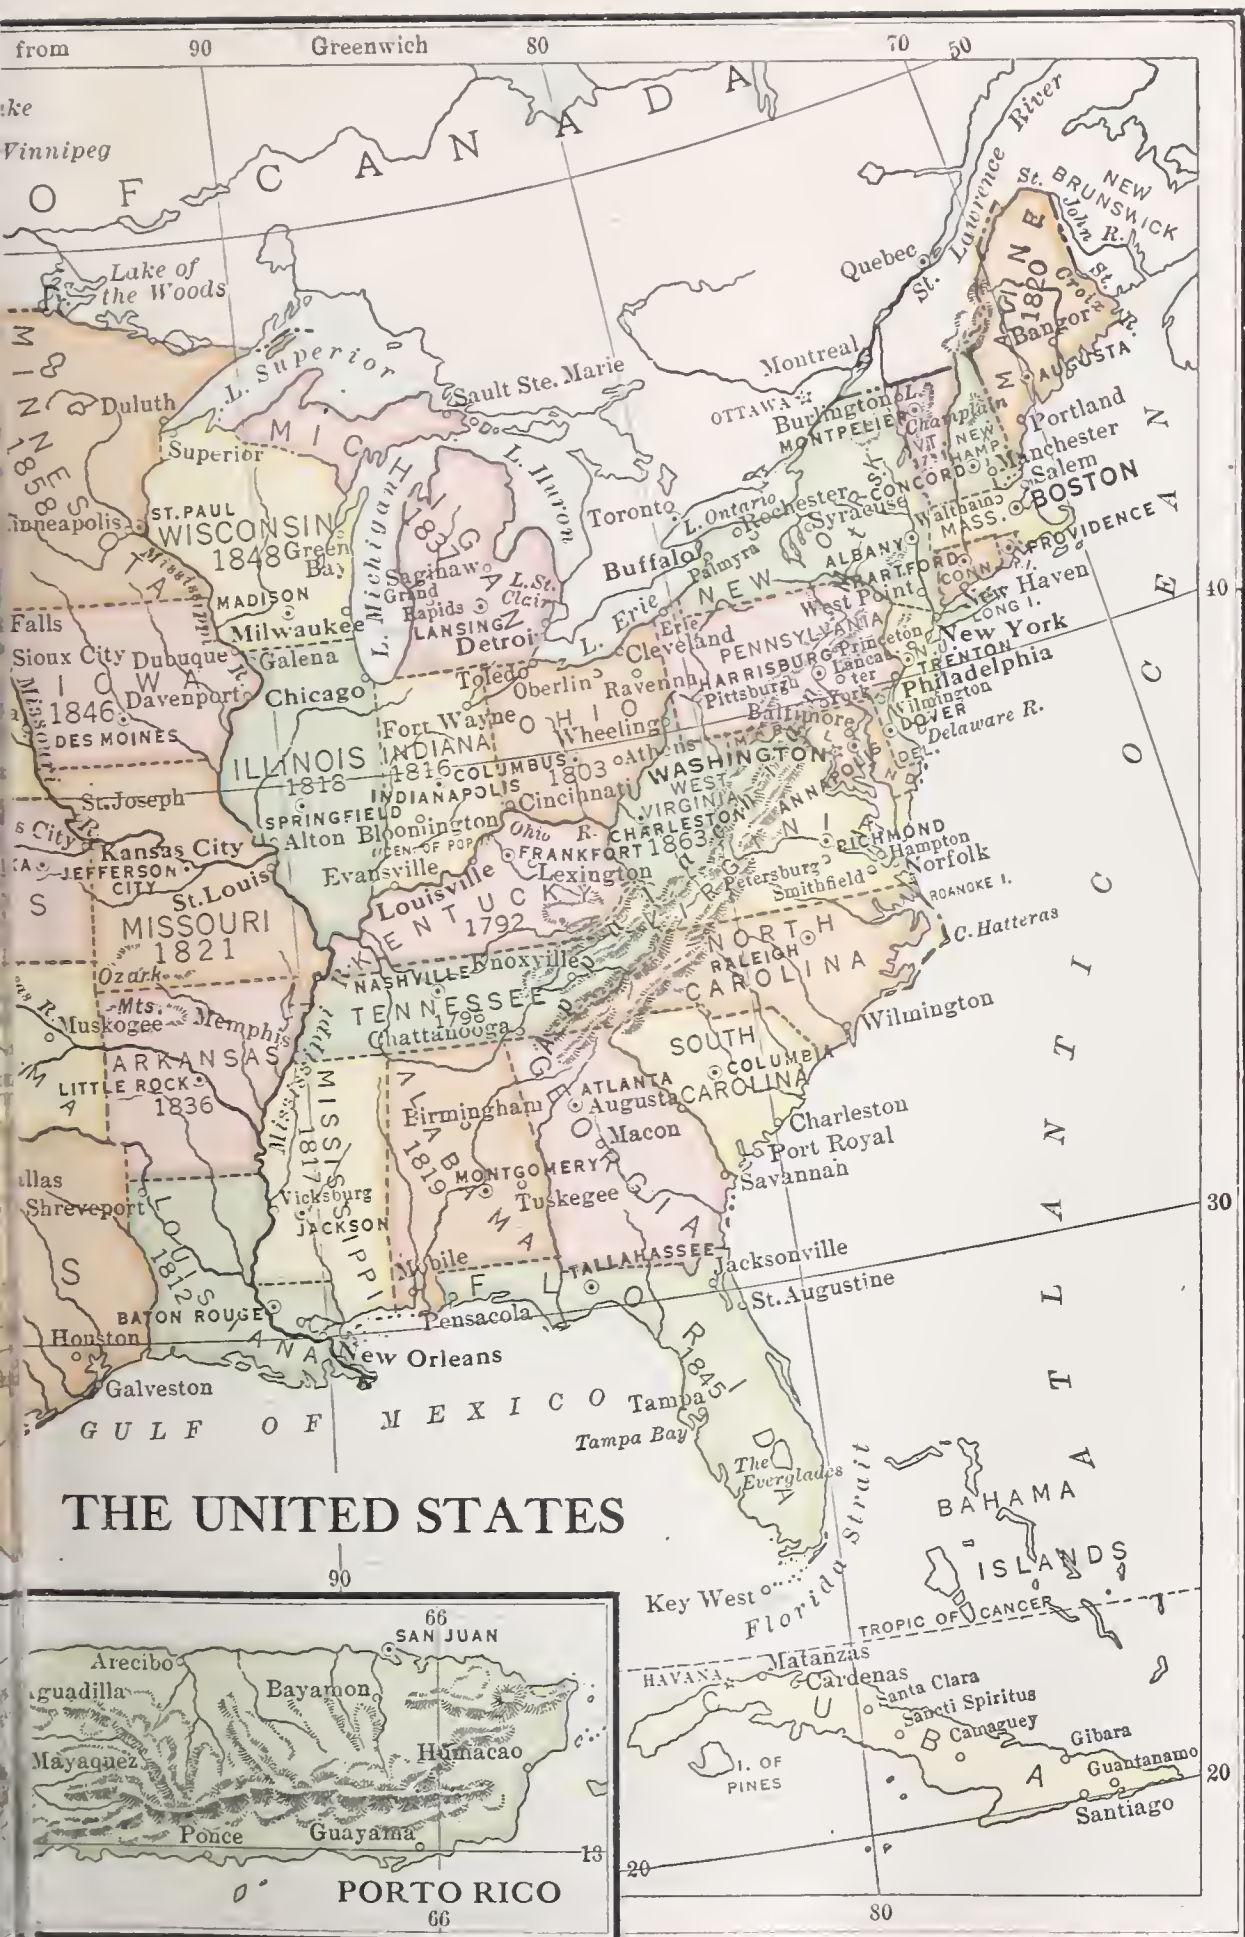 from 90 Greenwich 80 70 50
Vinnipeg
OF CANADA
Lake of
the Woods
L. Superior
Sault Ste. Marie
Quebec
St. Lawrence River
NEW
BRUNSWICK
St. John R.
St. Croix R.
MAINE
1820
Bangor
AUGUSTA
Portland
Montreal
OTTAWA
Burlington
MONTPELIER
L. Champlain
VT.
1791
NEW
HAMP.
CONCORD
Manchester
Salem
BOSTON
Waltham
MASS.
PROVIDENCE
HARTFORD
CONN.
R.I.
New Haven
LONG I.
MINNESOTA
1858
Duluth
Superior
ST. PAUL
WISCONSIN
1848
Green
Bay
Mississippi R.
MADISON
Milwaukee
L. Michigan
MICHIGAN
1837
Saginaw
Grand
Rapids
LANSING
L. St.
Clair
L. Huron
Toronto
L. Ontario
Rochester
Syracuse
Buffalo
Palmyra
NEW YORK
ALBANY
West Point
New York
L. Erie
Erie
Cleveland
Toledo
Oberlin
Ravenna
PENNSYLVANIA
HARRISBURG
Pittsburgh
Princeton
Lancas-
ter
York
N.J.
TRENTON
Philadelphia
Wilmington
DOVER
DEL.
Delaware R.
Baltimore
ANNAPOLIS
WASHINGTON
Falls
Sioux City
Dubuque
IOWA
1846
Davenport
DES MOINES
Missouri R.
Galena
Chicago
ILLINOIS
1818
SPRINGFIELD
Alton
Fort Wayne
INDIANA
1816
INDIANAPOLIS
Bloomington
(CEN. OF POP.)
Evansville
OHIO
1803
COLUMBUS
Wheeling
Athens
Cincinnati
Ohio R.
WEST
VIRGINIA
CHARLESTON
1863
VIRGINIA
RICHMOND
Hampton
Norfolk
Petersburg
Smithfield
ROANOKE I.
C. Hatteras
St. Joseph
s City
Kansas City
JEFFERSON
CITY
St. Louis
MISSOURI
1821
Ozark
Mts.
FRANKFORT
Lexington
Louisville
KENTUCKY
1792
NASHVILLE
Knoxville
TENNESSEE
1796
Chattanooga
NORTH
RALEIGH
CAROLINA
Wilmington
Muskogee
Memphis
ARKANSAS
LITTLE ROCK
1836
Mississippi
SOUTH
COLUMBIA
CAROLINA
Charleston
Port Royal
Savannah
MISSISSIPPI
1817
Vicksburg
JACKSON
ALABAMA
1819
Birmingham
MONTGOMERY
Tuskegee
Mobile
GEORGIA
ATLANTA
Augusta
Macon
Shreveport
LOUISIANA
1812
BATON ROUGE
New Orleans
Houston
Galveston
TALLAHASSEE
Jacksonville
St. Augustine
Pensacola
FLORIDA
1845
Tampa
Tampa Bay
The
Everglades
Key West
Florida Strait
GULF OF MEXICO
ATLANTIC OCEAN
40
30
20
THE UNITED STATES
90
BAHAMA
ISLANDS
TROPIC OF CANCER
HAVANA
Matanzas
Cardenas
Santa Clara
Sancti Spiritus
Camaguey
Gibara
Guantanamo
Santiago
CUBA
I. OF
PINES
20
80
66
SAN JUAN
Arecibo
guadilla
Bayamon
Mayaquez
Humacao
Ponce
Guayama
PORTO RICO
66